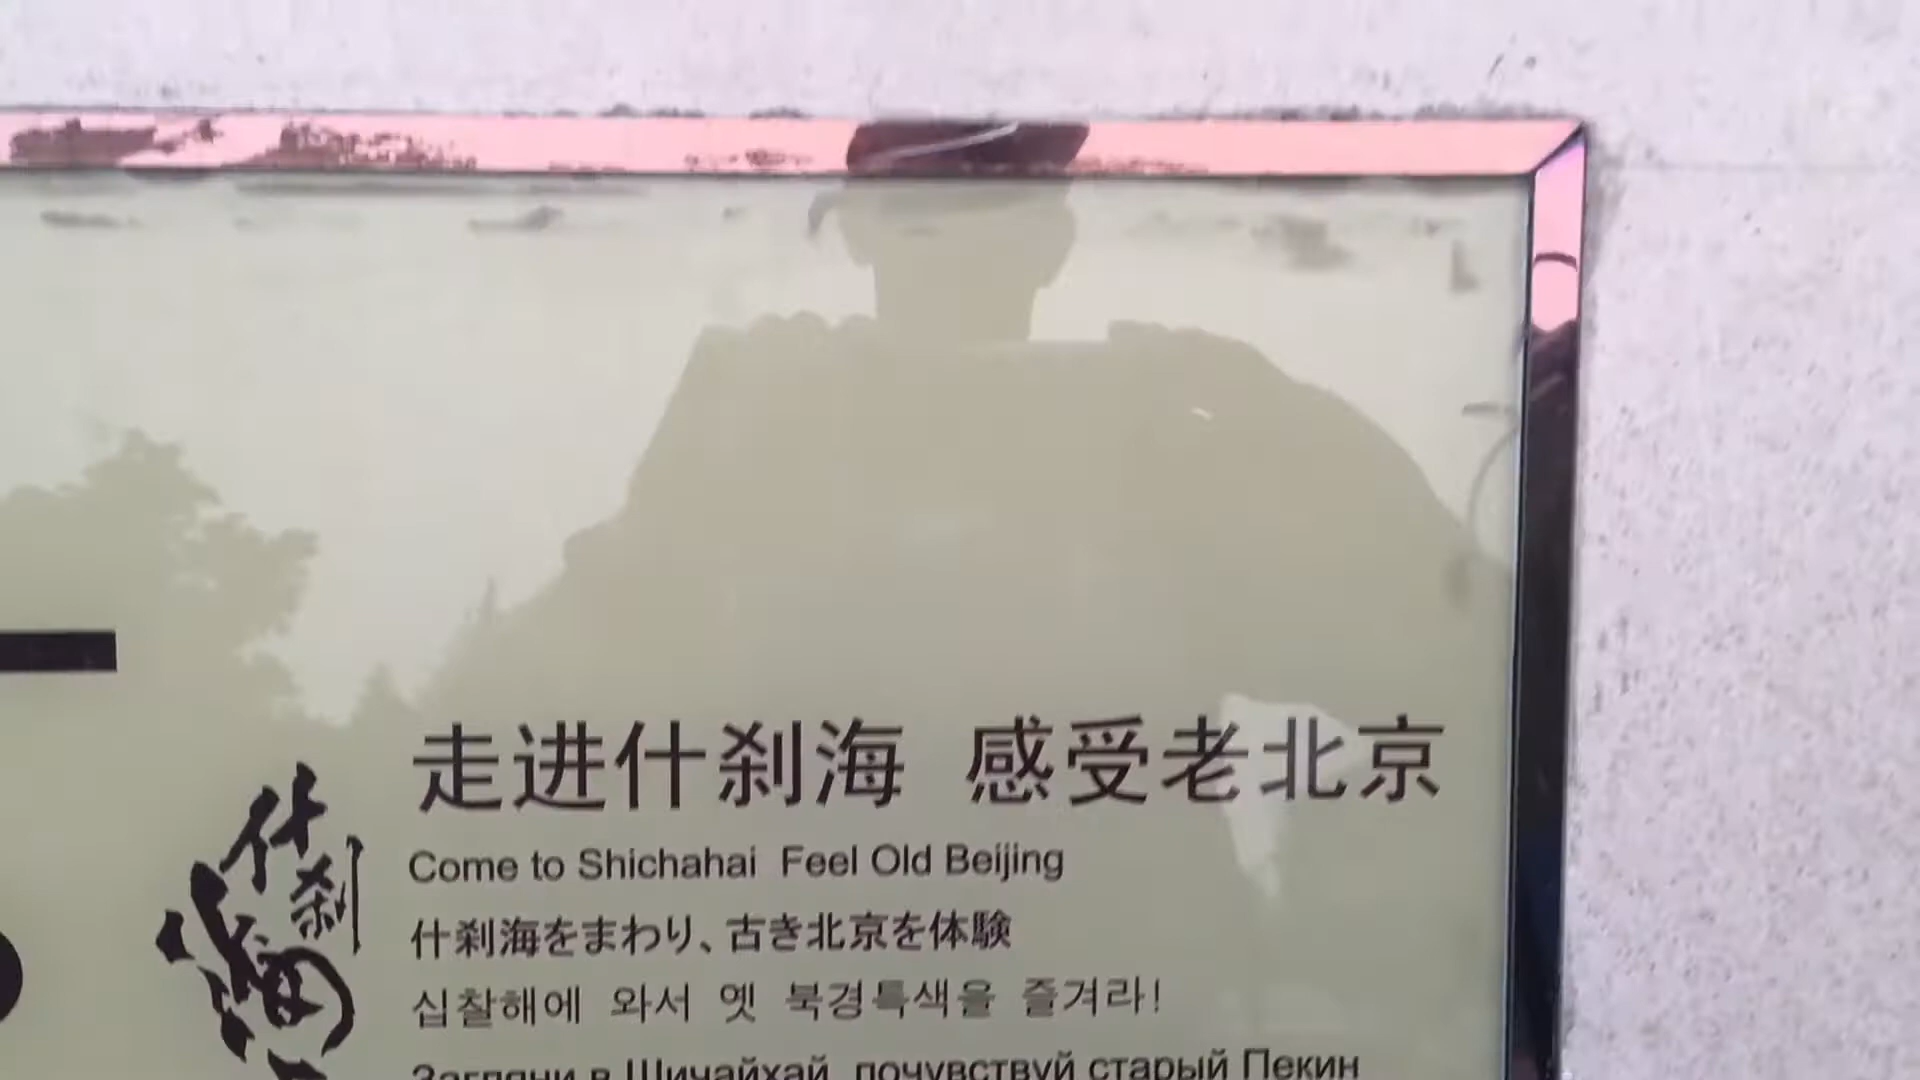 走进什刹海 感受老北京
Come to Shichahai Feel Old Beijing
什刹海をまわり、古き北京を体験
십찰해에 와서 옛 북경특색을 즐겨라!
Загляни в Шичайхай почувствуй старый Пекин
什刹海